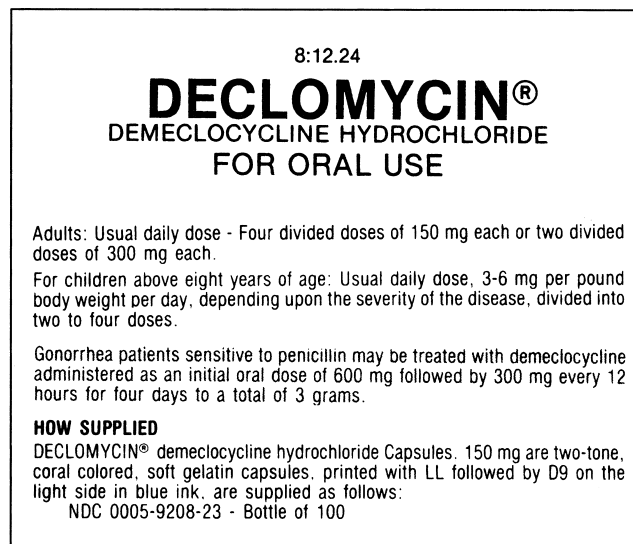 8:12.24
DECLOMYCIN®
DEMECLOCYCLINE HYDROCHLORIDE
FOR ORAL USE
Adults: Usual daily dose - Four divided doses of 150 mg each or two divided
doses of 300 mg each.
For children above eight years of age: Usual daily dose, 3-6 mg per pound
body weight per day, depending upon the severity of the disease, divided into
two to four doses.
Gonorrhea patients sensitive to penicillin may be treated with demeclocycline
administered as an initial oral dose of 600 mg followed by 300 mg every 12
hours for four days to a total of 3 grams.
HOW SUPPLIED
DECLOMYCIN® demeclocycline hydrochloride Capsules. 150 mg are two-tone,
coral colored, soft gelatin capsules, printed with LL followed by D9 on the
light side in blue ink, are supplied as follows:
NDC 0005-9208-23 - Bottle of 100